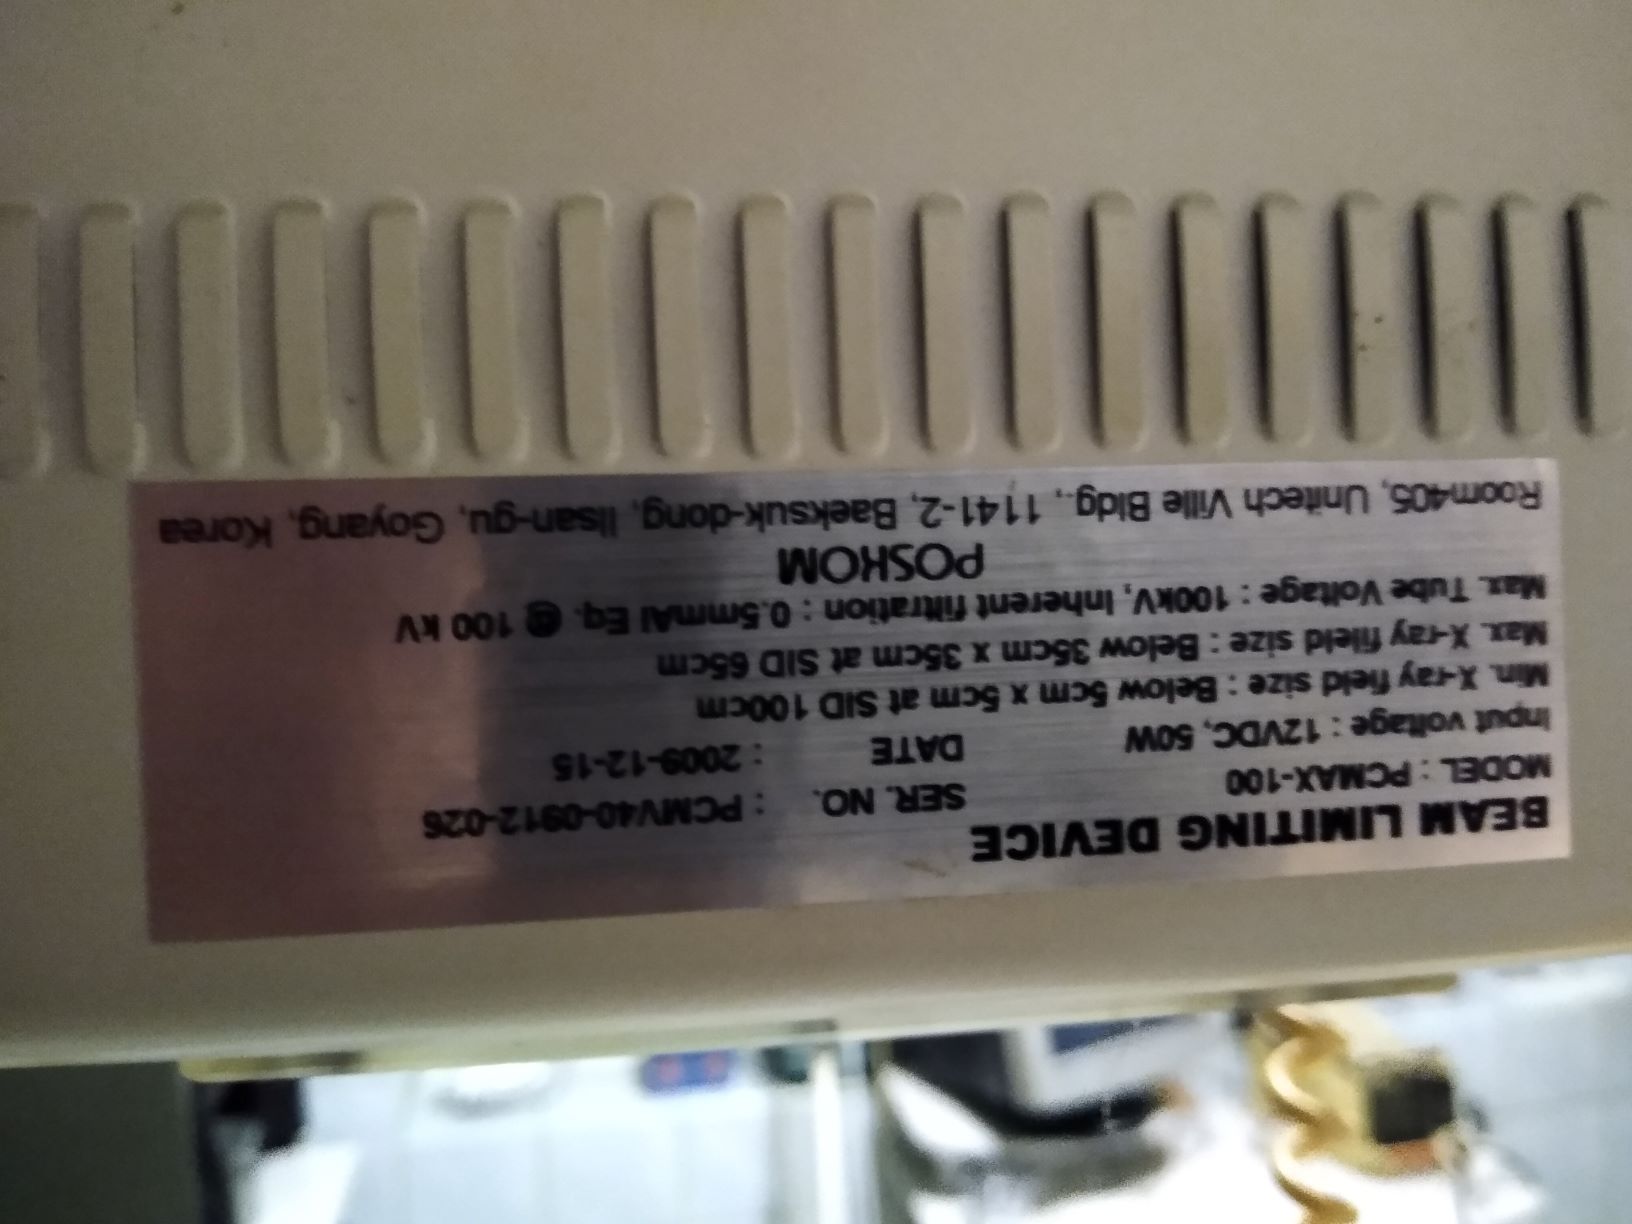 BEAM LIMITING DEVICE
MODEL : PCMAX-100 SER. NO. : PCMV40-0912-026
Input voltage : 12VDC, 50W DATE : 2009-12-15
Min. X-ray field size : Below 5cm x 5cm at SID 100cm
Max. X-ray filed size : Below 35cm x 35cm at SID 65cm
Max. Tube Voltage : 100kV, Inherent filtration : 0.5mmAl Eq. @ 100 kV
POSKOM
Room405, Unitech Ville Bldg., 1141-2, Baeksuk-dong, Ilsan-gu, Goyang, Korea